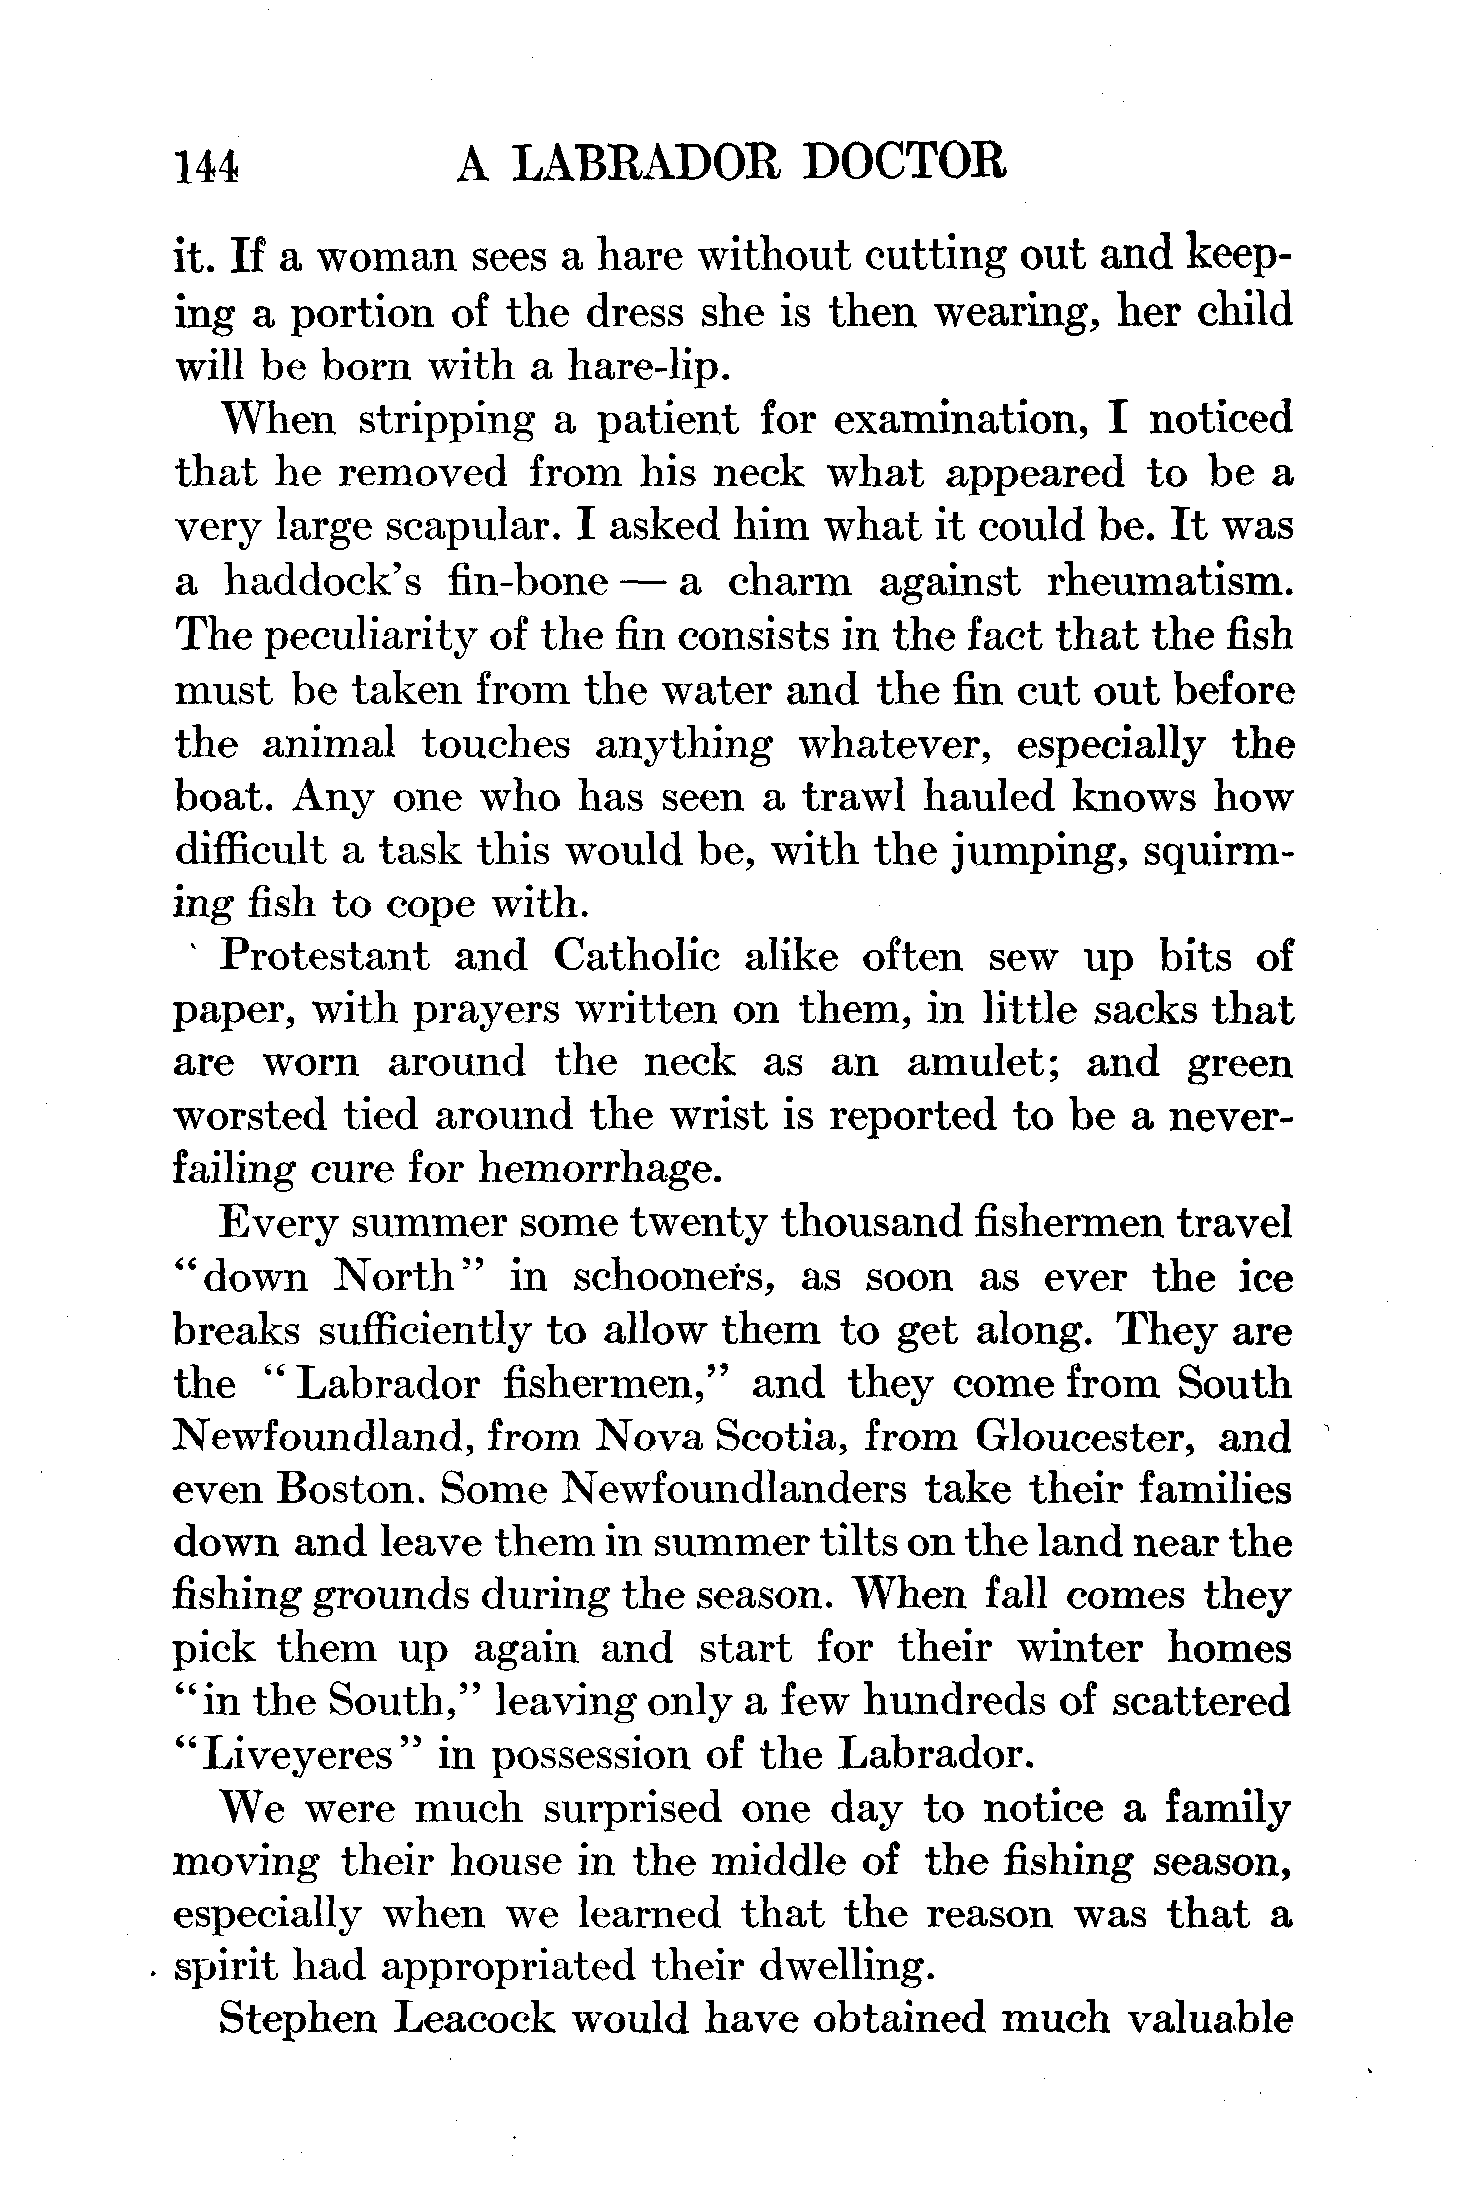 144 A LABRADOR DOCTOR
it. If a woman sees a hare without cutting out and keep-
ing a portion of the dress she is then wearing, her child
will be born with a hare-lip.
When stripping a patient for examination, I noticed
that he removed from his neck what appeared to be a
very large scapular. I asked him what it could be. It was
a haddock's fin-bone — a charm against rheumatism.
The peculiarity of the fin consists in the fact that the fish
must be taken from the water and the fin cut out before
the animal touches anything whatever, especially the
boat. Any one who has seen a trawl hauled knows how
difficult a task this would be, with the jumping, squirm-
ing fish to cope with.
Protestant and Catholic alike often sew up bits of
paper, with prayers written on them, in little sacks that
are worn around the neck as an amulet; and green
worsted tied around the wrist is reported to be a never-
failing cure for hemorrhage.
Every summer some twenty thousand fishermen travel
"down North" in schooners, as soon as ever the ice
breaks sufficiently to allow them to get along. They are
the "Labrador fishermen," and they come from South
Newfoundland, from Nova Scotia, from Gloucester, and
even Boston. Some Newfoundlanders take their families
down and leave them in summer tilts on the land near the
fishing grounds during the season. When fall comes they
pick them up again and start for their winter homes
"in the South," leaving only a few hundreds of scattered
"Liveyeres" in possession of the Labrador.
We were much surprised one day to notice a family
moving their house in the middle of the fishing season,
especially when we learned that the reason was that a
spirit had appropriated their dwelling.
Stephen Leacock would have obtained much valuable